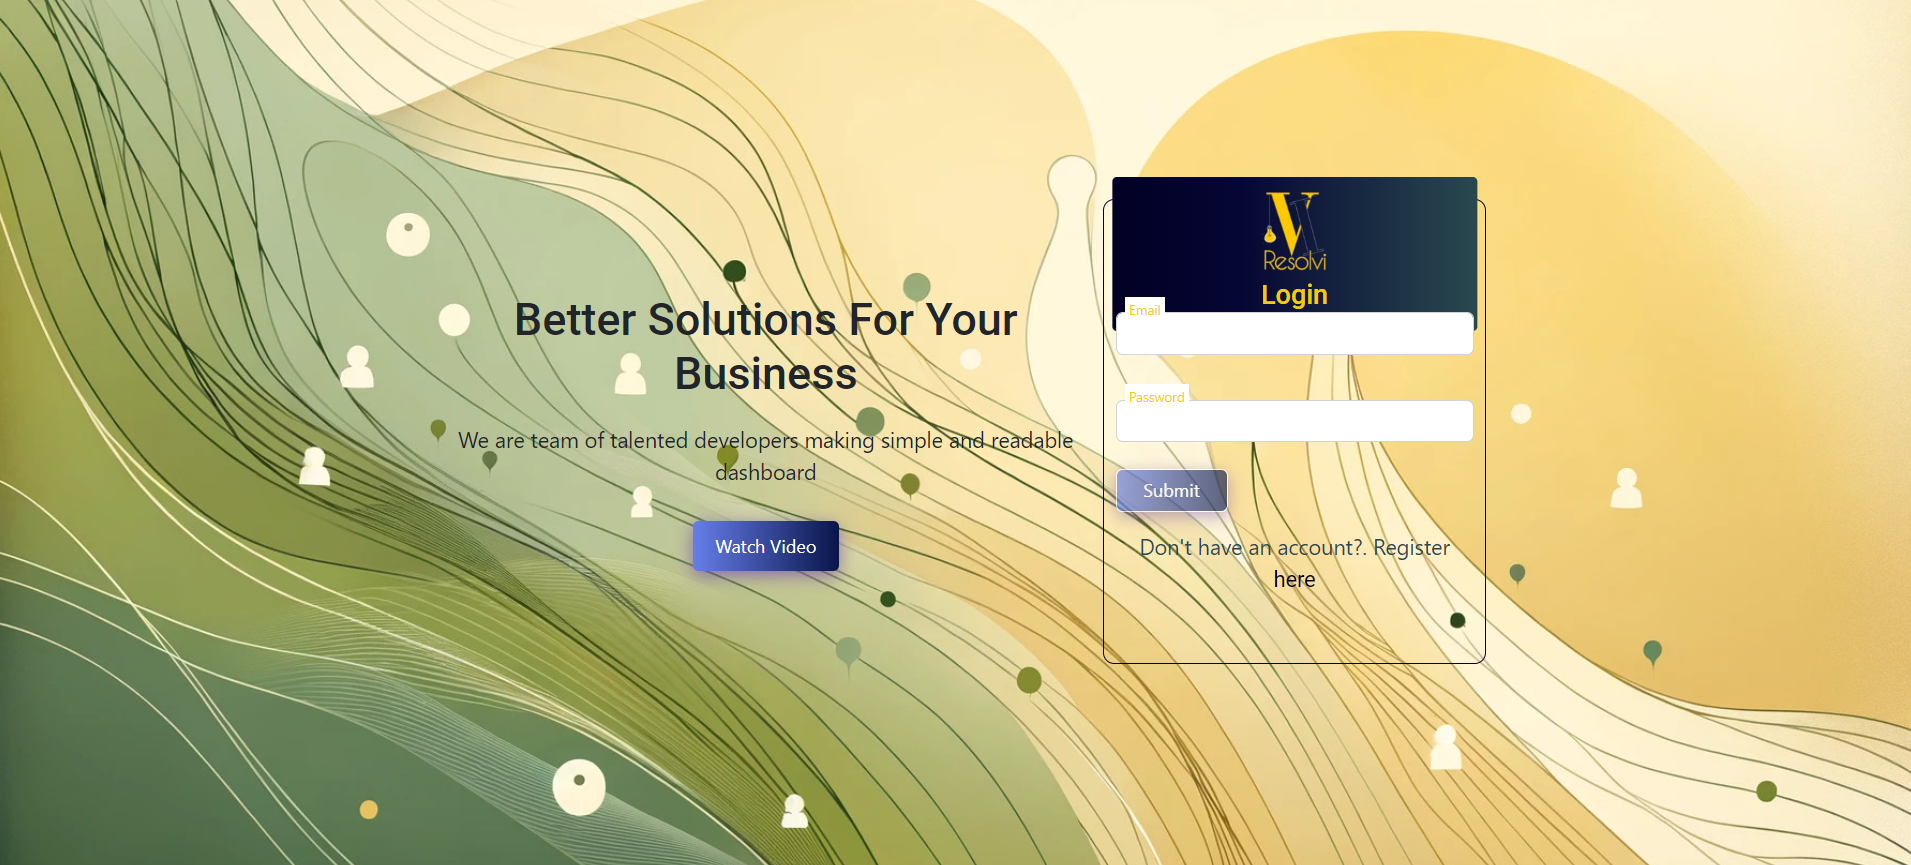 Better Solutions For Your
Business
We are team of talented developers making simple and readable
dashboard
Watch Video
Resolvi
Login
Email
Password
Submit
Don't have an account?. Register
here